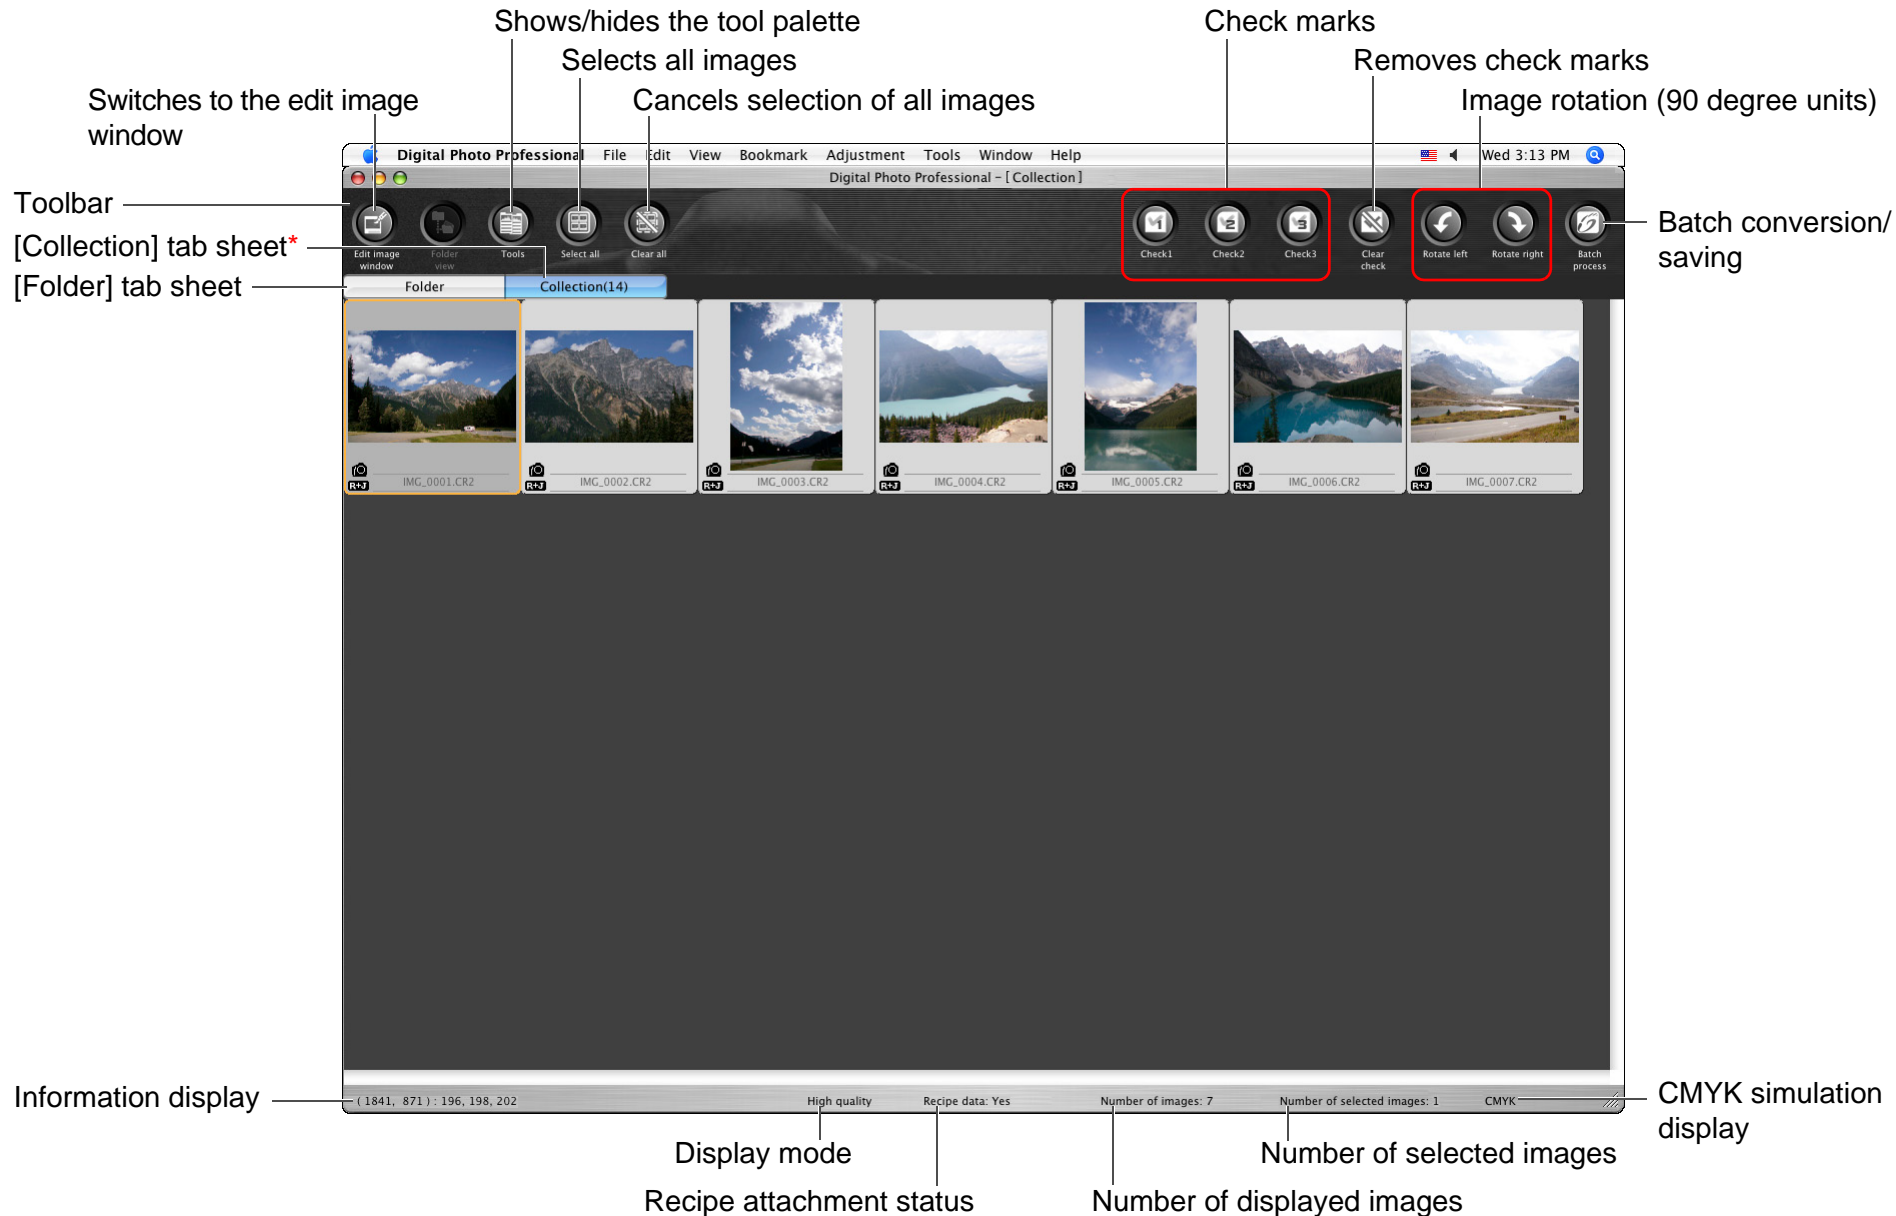 Shows/hides the tool palette
Check marks
Selects all images
Removes check marks
Switches to the edit image
window
Cancels selection of all images
Image rotation (90 degree units)
Digital Photo Professional File Edit View Bookmark Adjustment Tools Window Help
Wed 3:13 PM
Digital Photo Professional – [ Collection ]
Toolbar
[Collection] tab sheet*
[Folder] tab sheet
Edit image
window
Folder
view
Tools
Select all
Clear all
Check1
Check2
Check3
Clear
check
Rotate left
Rotate right
Batch
process
Batch conversion/
saving
Folder
Collection(14)
R+J IMG_0001.CR2
R+J IMG_0002.CR2
R+J IMG_0003.CR2
R+J IMG_0004.CR2
R+J IMG_0005.CR2
R+J IMG_0006.CR2
R+J IMG_0007.CR2
Information display
( 1841, 871 ) : 196, 198, 202
High quality
Recipe data: Yes
Number of images: 7
Number of selected images: 1
CMYK
CMYK simulation
display
Display mode
Number of selected images
Recipe attachment status
Number of displayed images